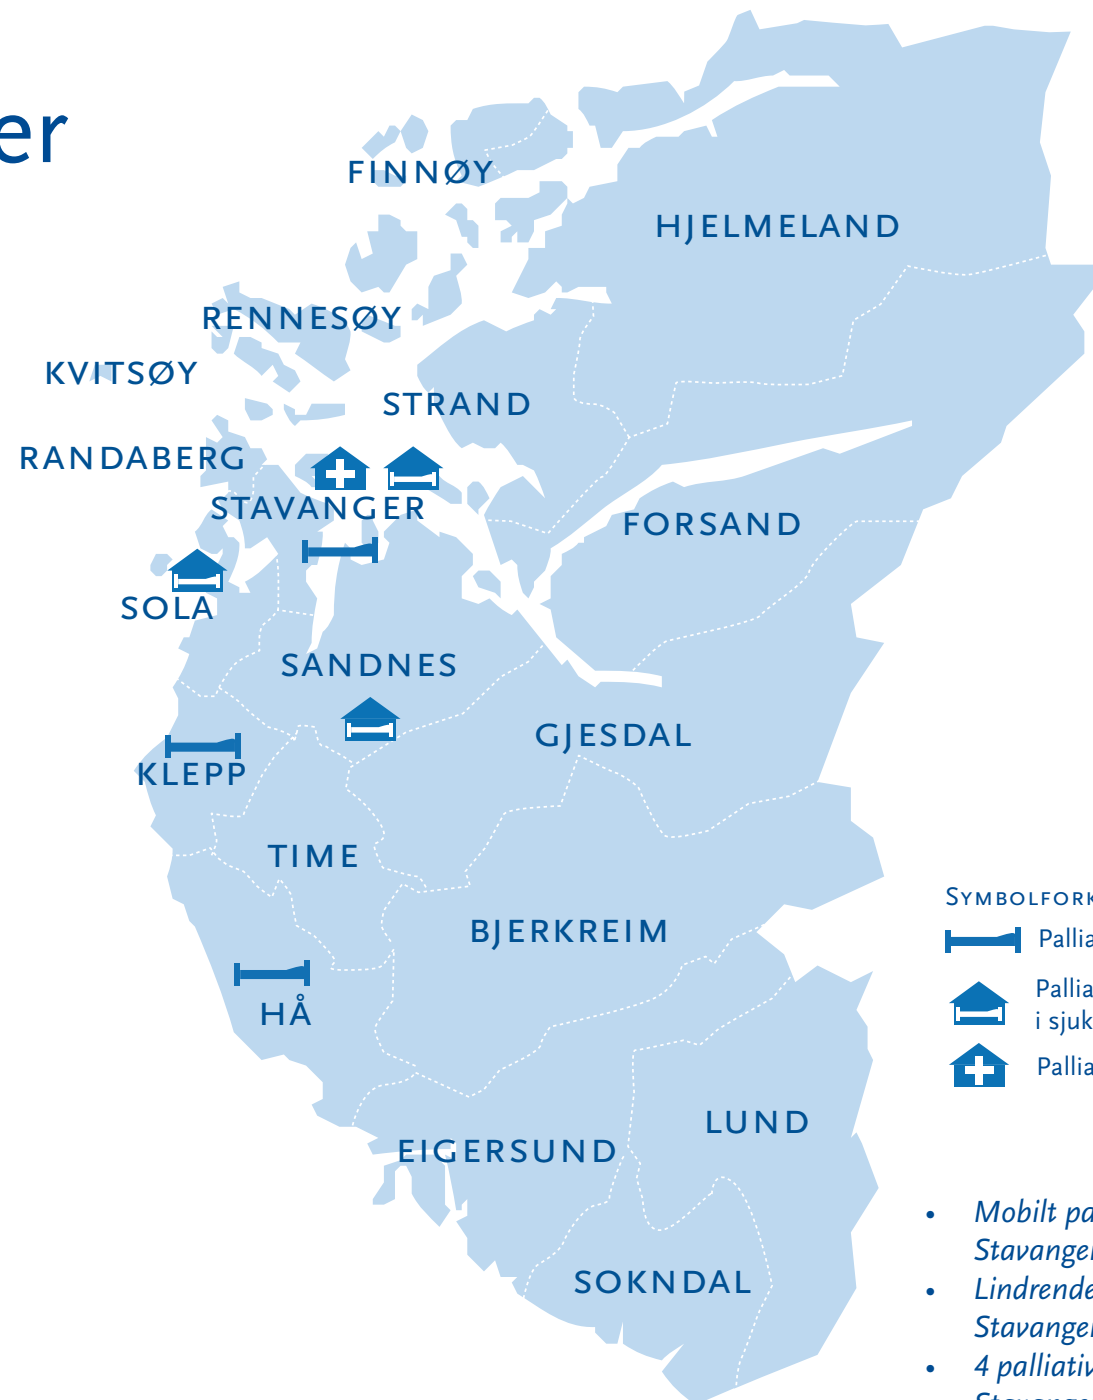 er
FINNØY
HJELMELAND
RENNESØY
KVITSØY
STRAND
RANDABERG
STAVANGER
FORSAND
SOLA
SANDNES
GJESDAL
KLEPP
TIME
BJERKREIM
HÅ
LUND
EIGERSUND
SOKNDAL
SYMBOLFORK
Pallia
Pallia
i sjuk
Pallia
• Mobilt pa
Stavange
• Lindrende
Stavange
• 4 palliativ